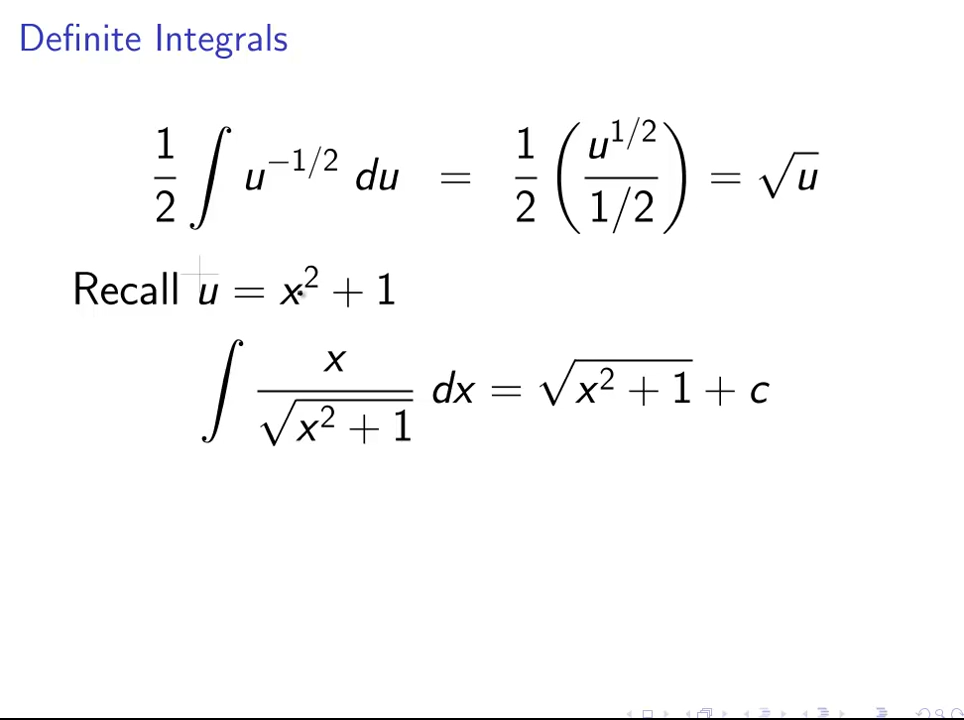 Definite Integrals
1/2 ∫ u^{−1/2} du = 1/2 (u^{1/2} / 1/2) = √u
Recall u = x² + 1
∫ x / √(x² + 1) dx = √(x² + 1) + c